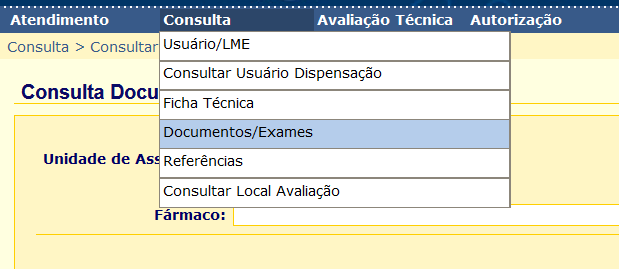 Atendimento Consulta Avaliação Técnica Autorização
Consulta > Consultar
Usuário/LME
Consultar Usuário Dispensação
Consulta Docu
Ficha Técnica
Documentos/Exames
Unidade de Ass
Referências
Consultar Local Avaliação
Fármaco: